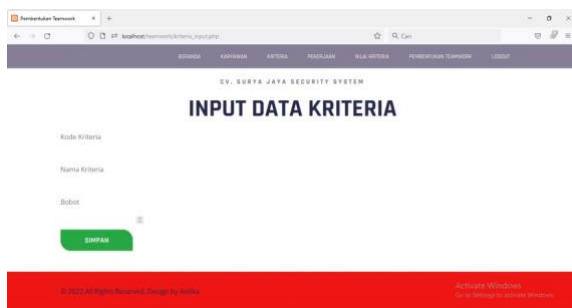 Pembentukan Teamwork
localhost/teamwork/kriteria_input.php
Cari
BERANDA KARYAWAN KRITERIA PEKERJAAN NILAI KRITERIA PEMBENTUKAN TEAMWORK LOGOUT
CV. SURYA JAYA SECURITY SYSTEM
INPUT DATA KRITERIA
Kode Kriteria
Nama Kriteria
Bobot
SIMPAN
© 2022 All Rights Reserved. Design by
Activate Windows
Go to Settings to activate Windows.